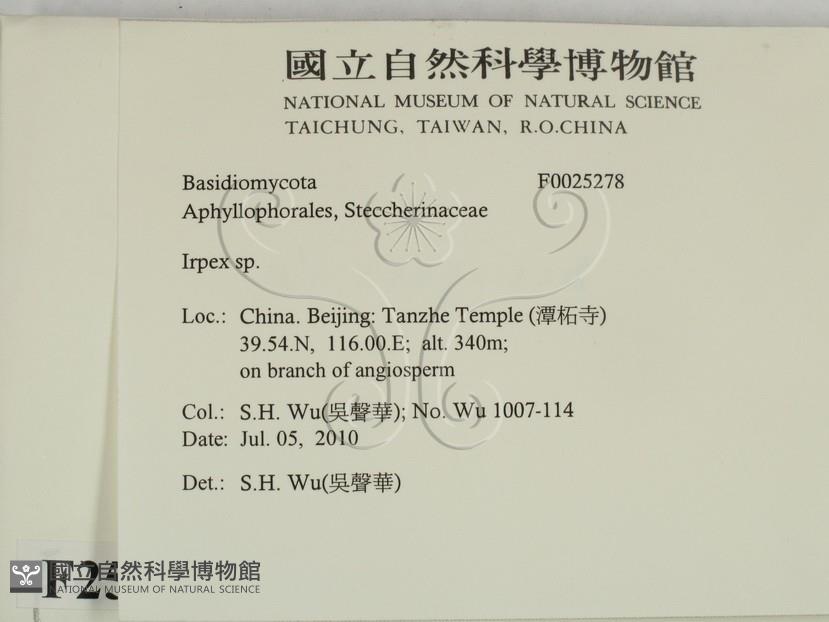 國立自然科學博物館
NATIONAL MUSEUM OF NATURAL SCIENCE
TAICHUNG, TAIWAN, R.O.CHINA
Basidiomycota F0025278
Aphyllophorales, Steccherinaceae
Irpex sp.
Loc.: China. Beijing: Tanzhe Temple (潭柘寺)
39.54.N, 116.00.E; alt. 340m;
on branch of angiosperm
Col.: S.H. Wu(吳聲華); No. Wu 1007-114
Date: Jul. 05, 2010
Det.: S.H. Wu(吳聲華)
國立自然科學博物館
NATIONAL MUSEUM OF NATURAL SCIENCE